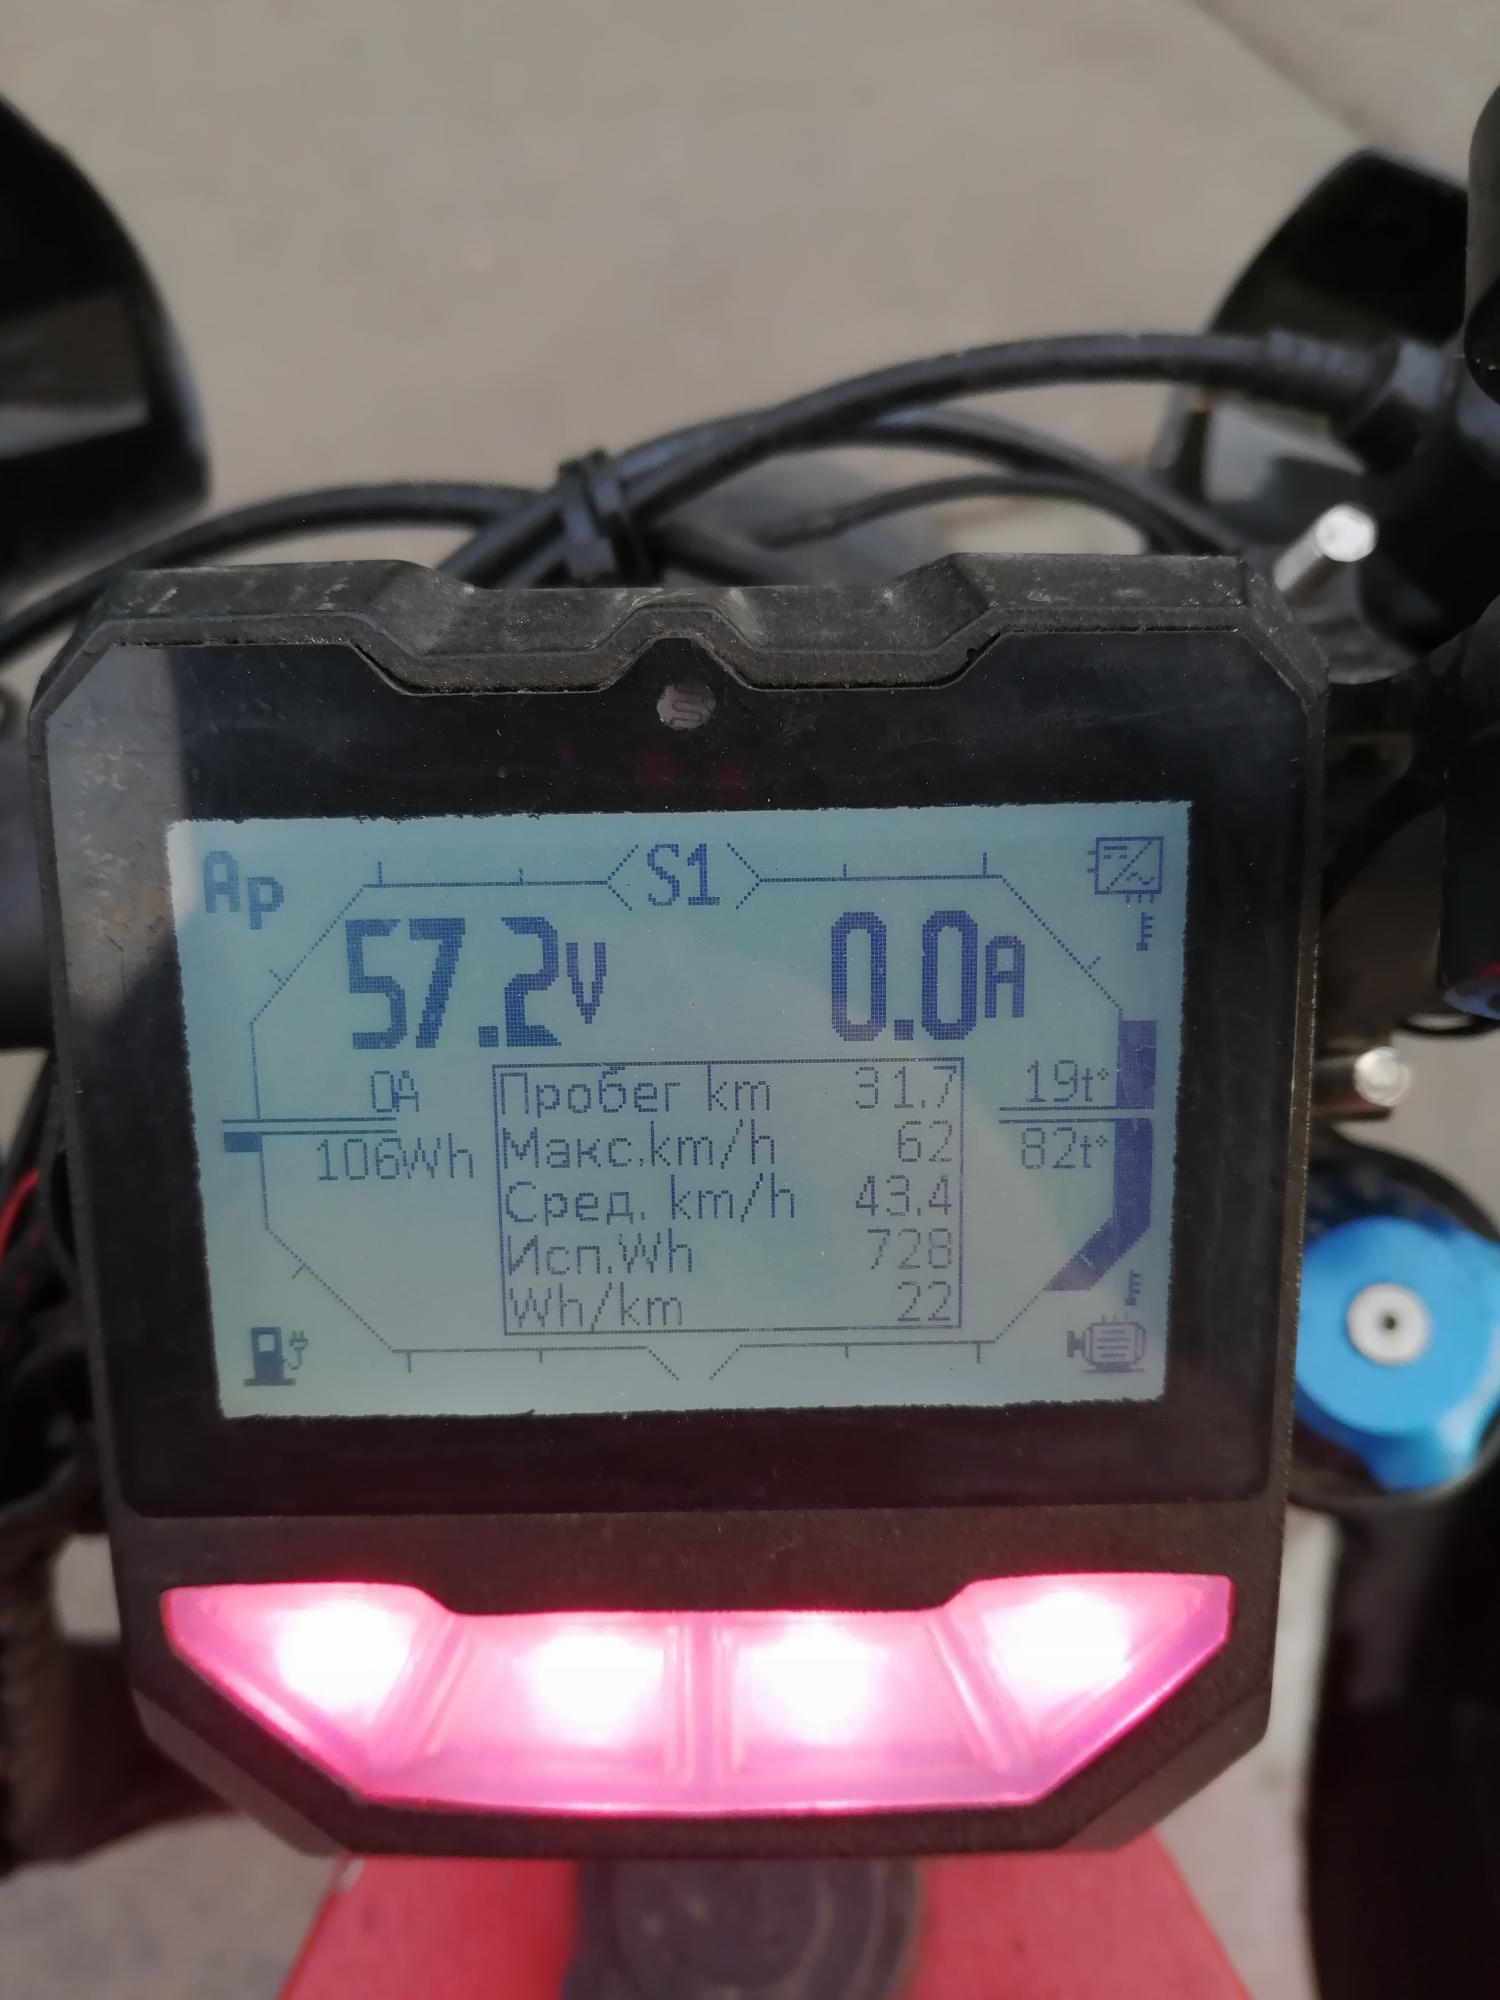 Ap
S1
57.2V
0.0A
0A
106Wh
Пробег km 31.7
Макс.km/h 62
Сред. km/h 43.4
Исп.Wh 728
Wh/km 22
19t°
82t°